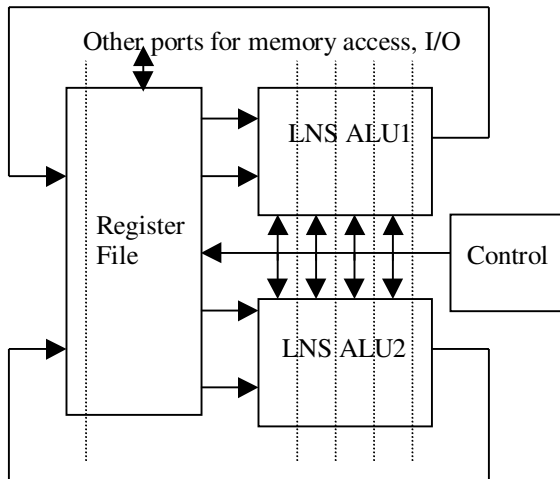 Other ports for memory access, I/O
LNS ALU1
Register
File
Control
LNS ALU2